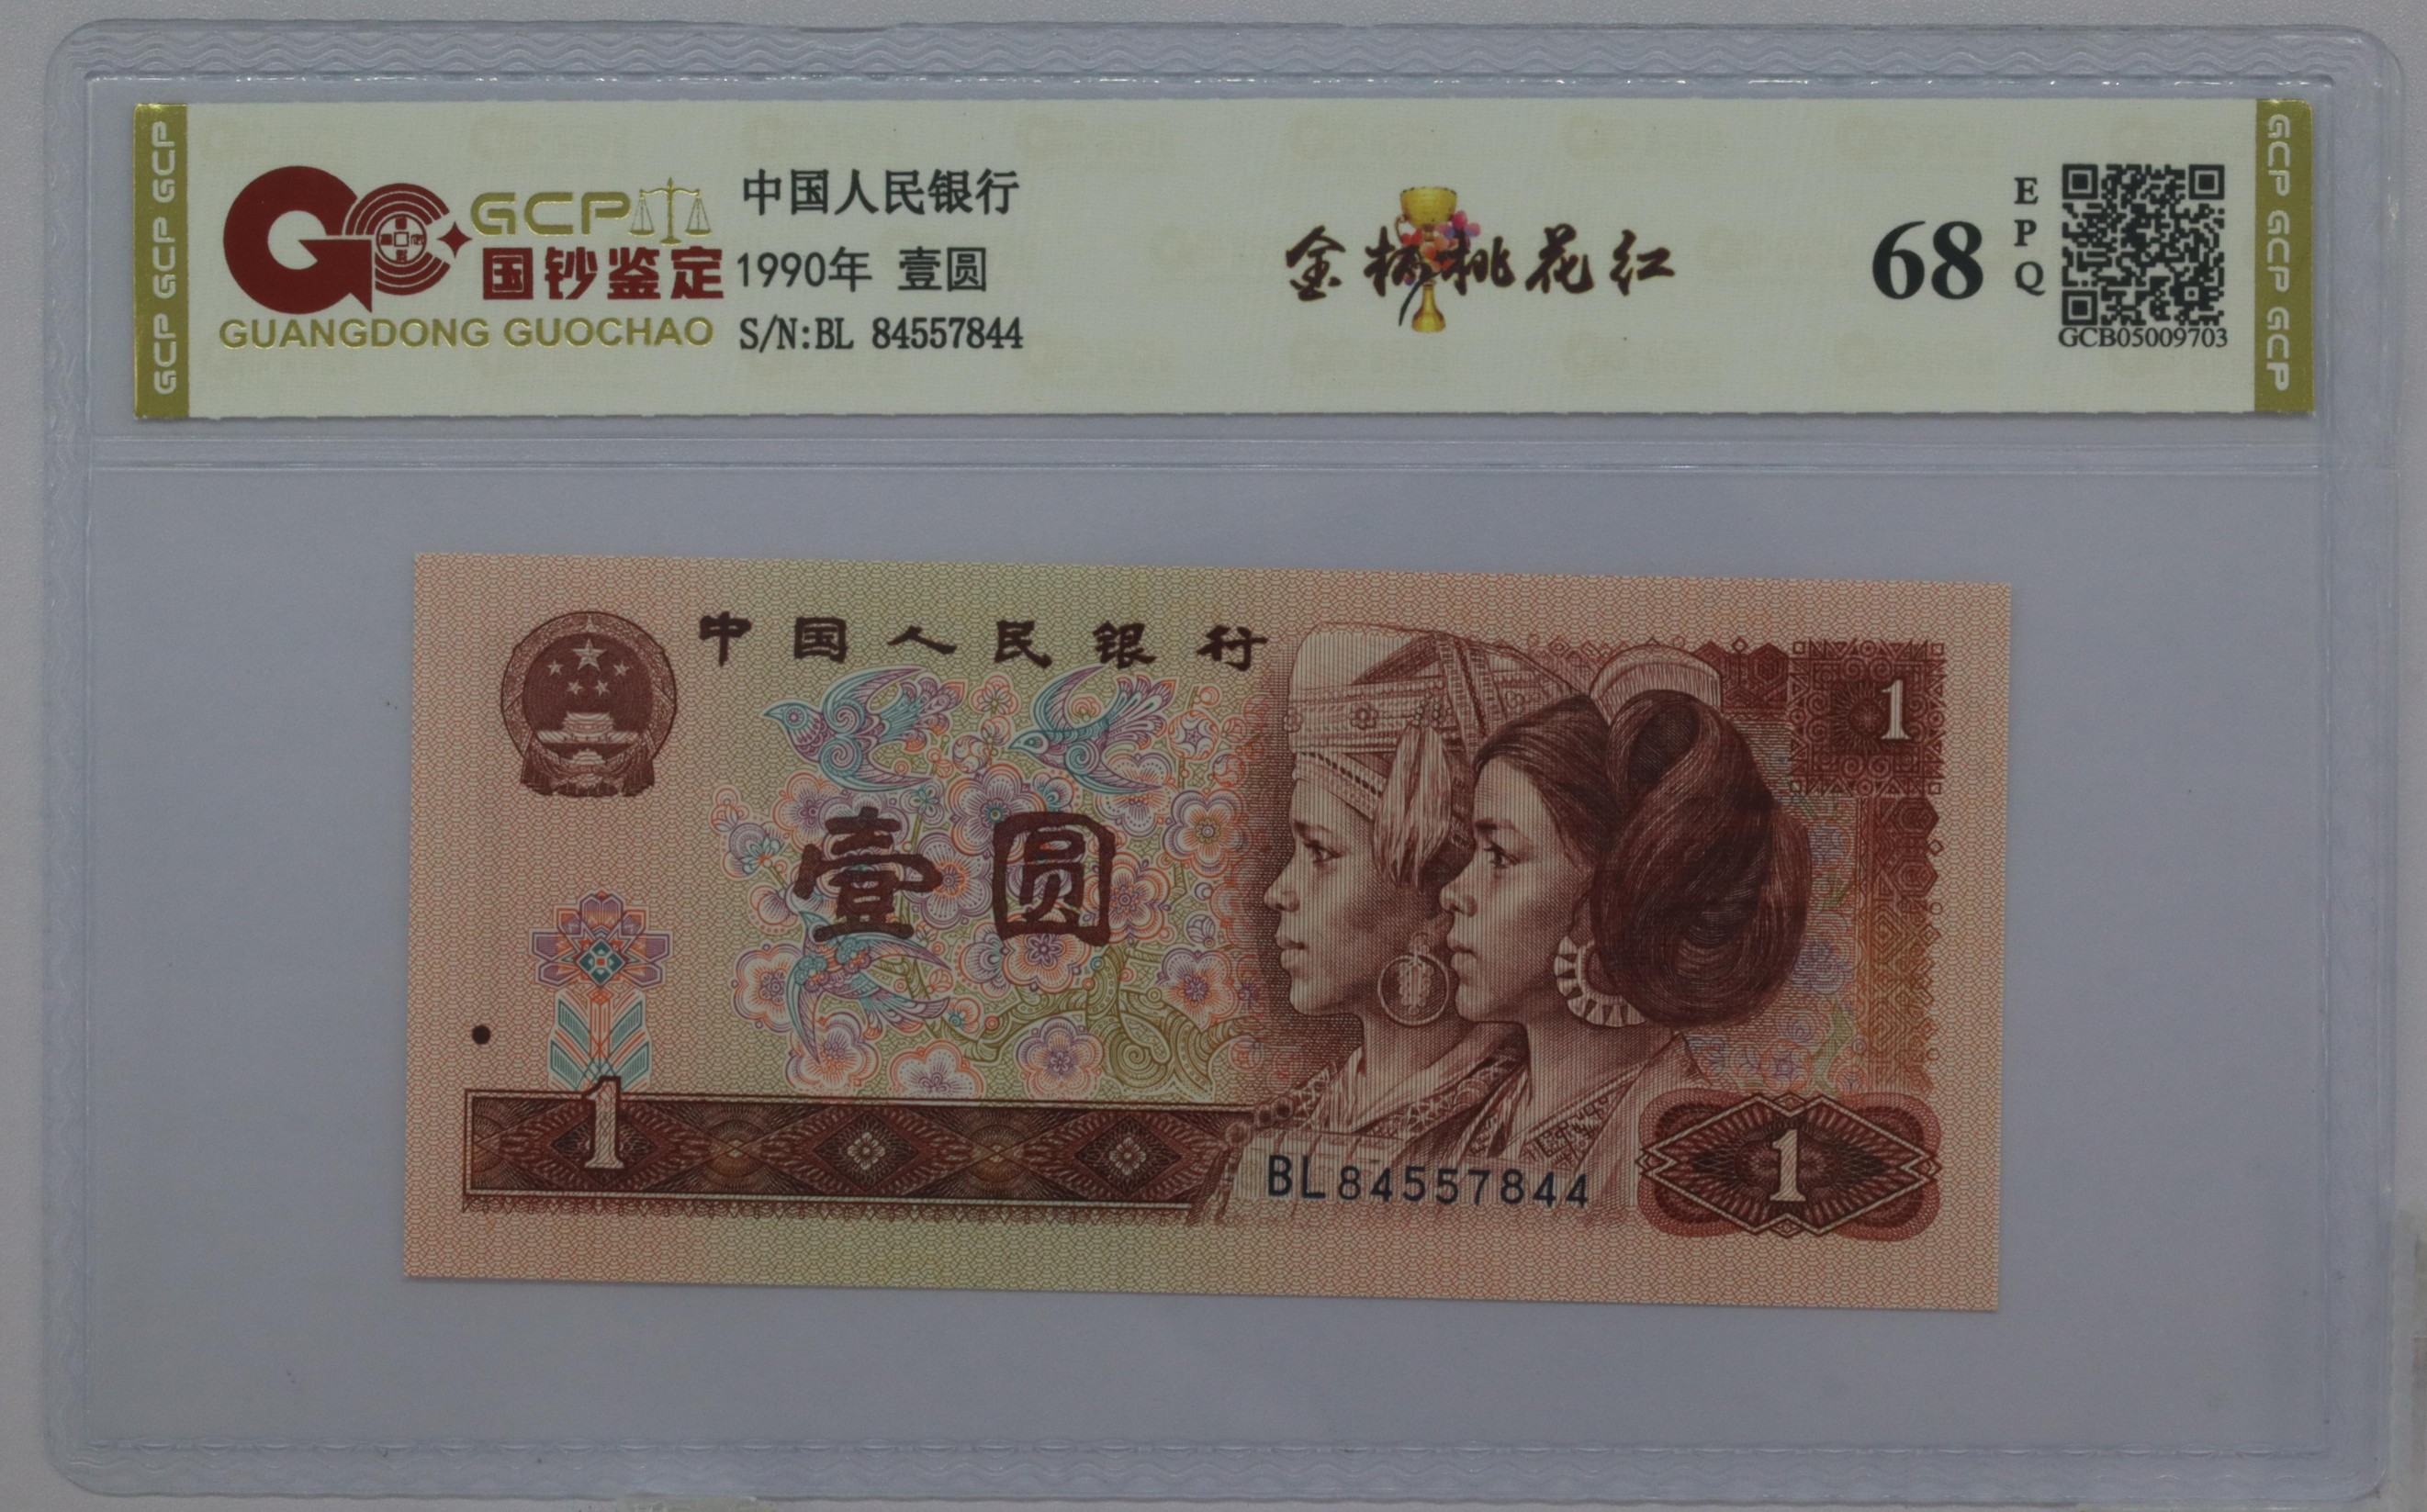 GCP GCP GCP
GCP
国钞鉴定
GUANGDONG GUOCHAO
中国人民银行
1990年 壹圆
S/N:BL 84557844
金杯桃花红
68
EPQ
GCB05009703
GCP GCP GCP
中国人民银行
1
壹圆
1
BL84557844
1